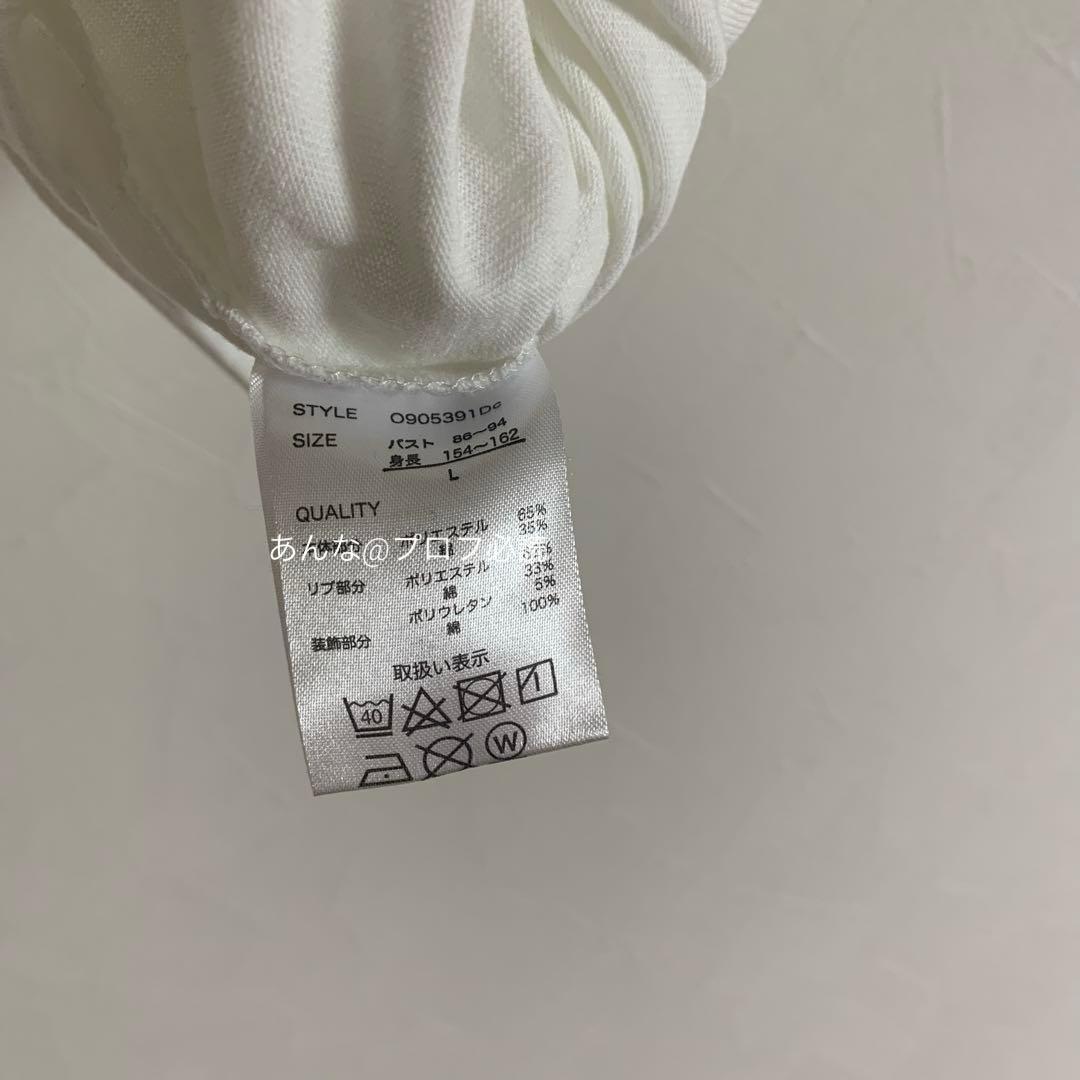 STYLE O905391D
SIZE バスト 86〜94
身長 154〜162
L
QUALITY
ポリエステル 65%
綿 35%
あんな@プロフ必
リブ部分 ポリエステル
綿 33%
ポリウレタン 5%
装飾部分 綿 100%
取扱い表示
40
W